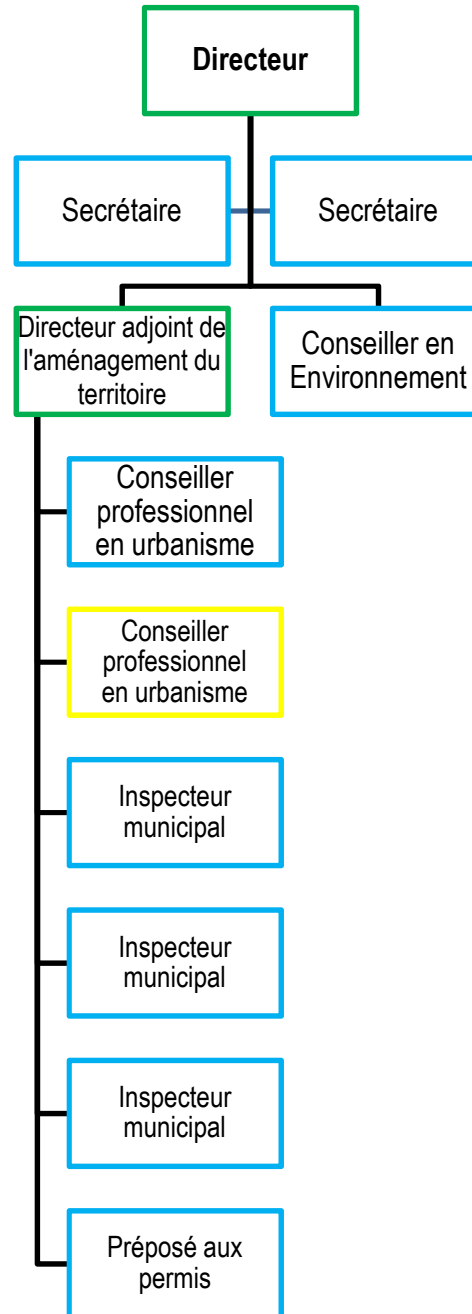 Directeur
Secrétaire
Secrétaire
Directeur adjoint de
l'aménagement du
territoire
Conseiller en
Environnement
Conseiller
professionnel
en urbanisme
Conseiller
professionnel
en urbanisme
Inspecteur
municipal
Inspecteur
municipal
Inspecteur
municipal
Préposé aux
permis